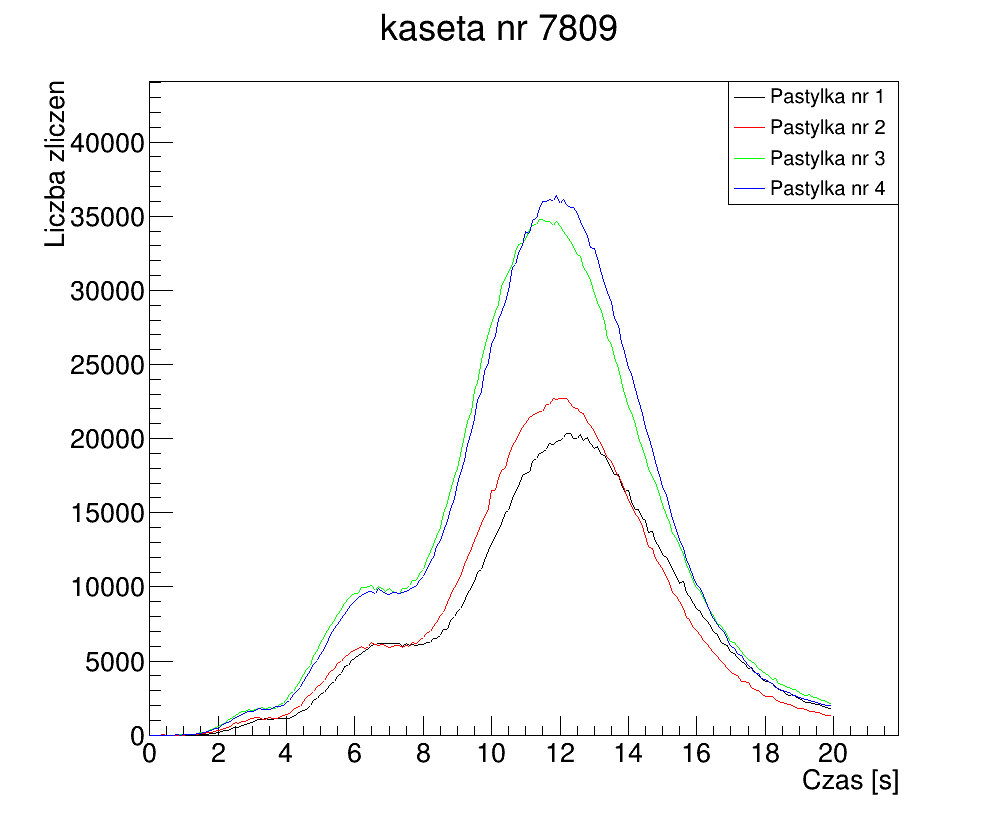 kaseta nr 7809
Liczba zliczen
Pastylka nr 1
Pastylka nr 2
Pastylka nr 3
Pastylka nr 4
40000
35000
30000
25000
20000
15000
10000
5000
0
0 2 4 6 8 10 12 14 16 18 20
Czas [s]